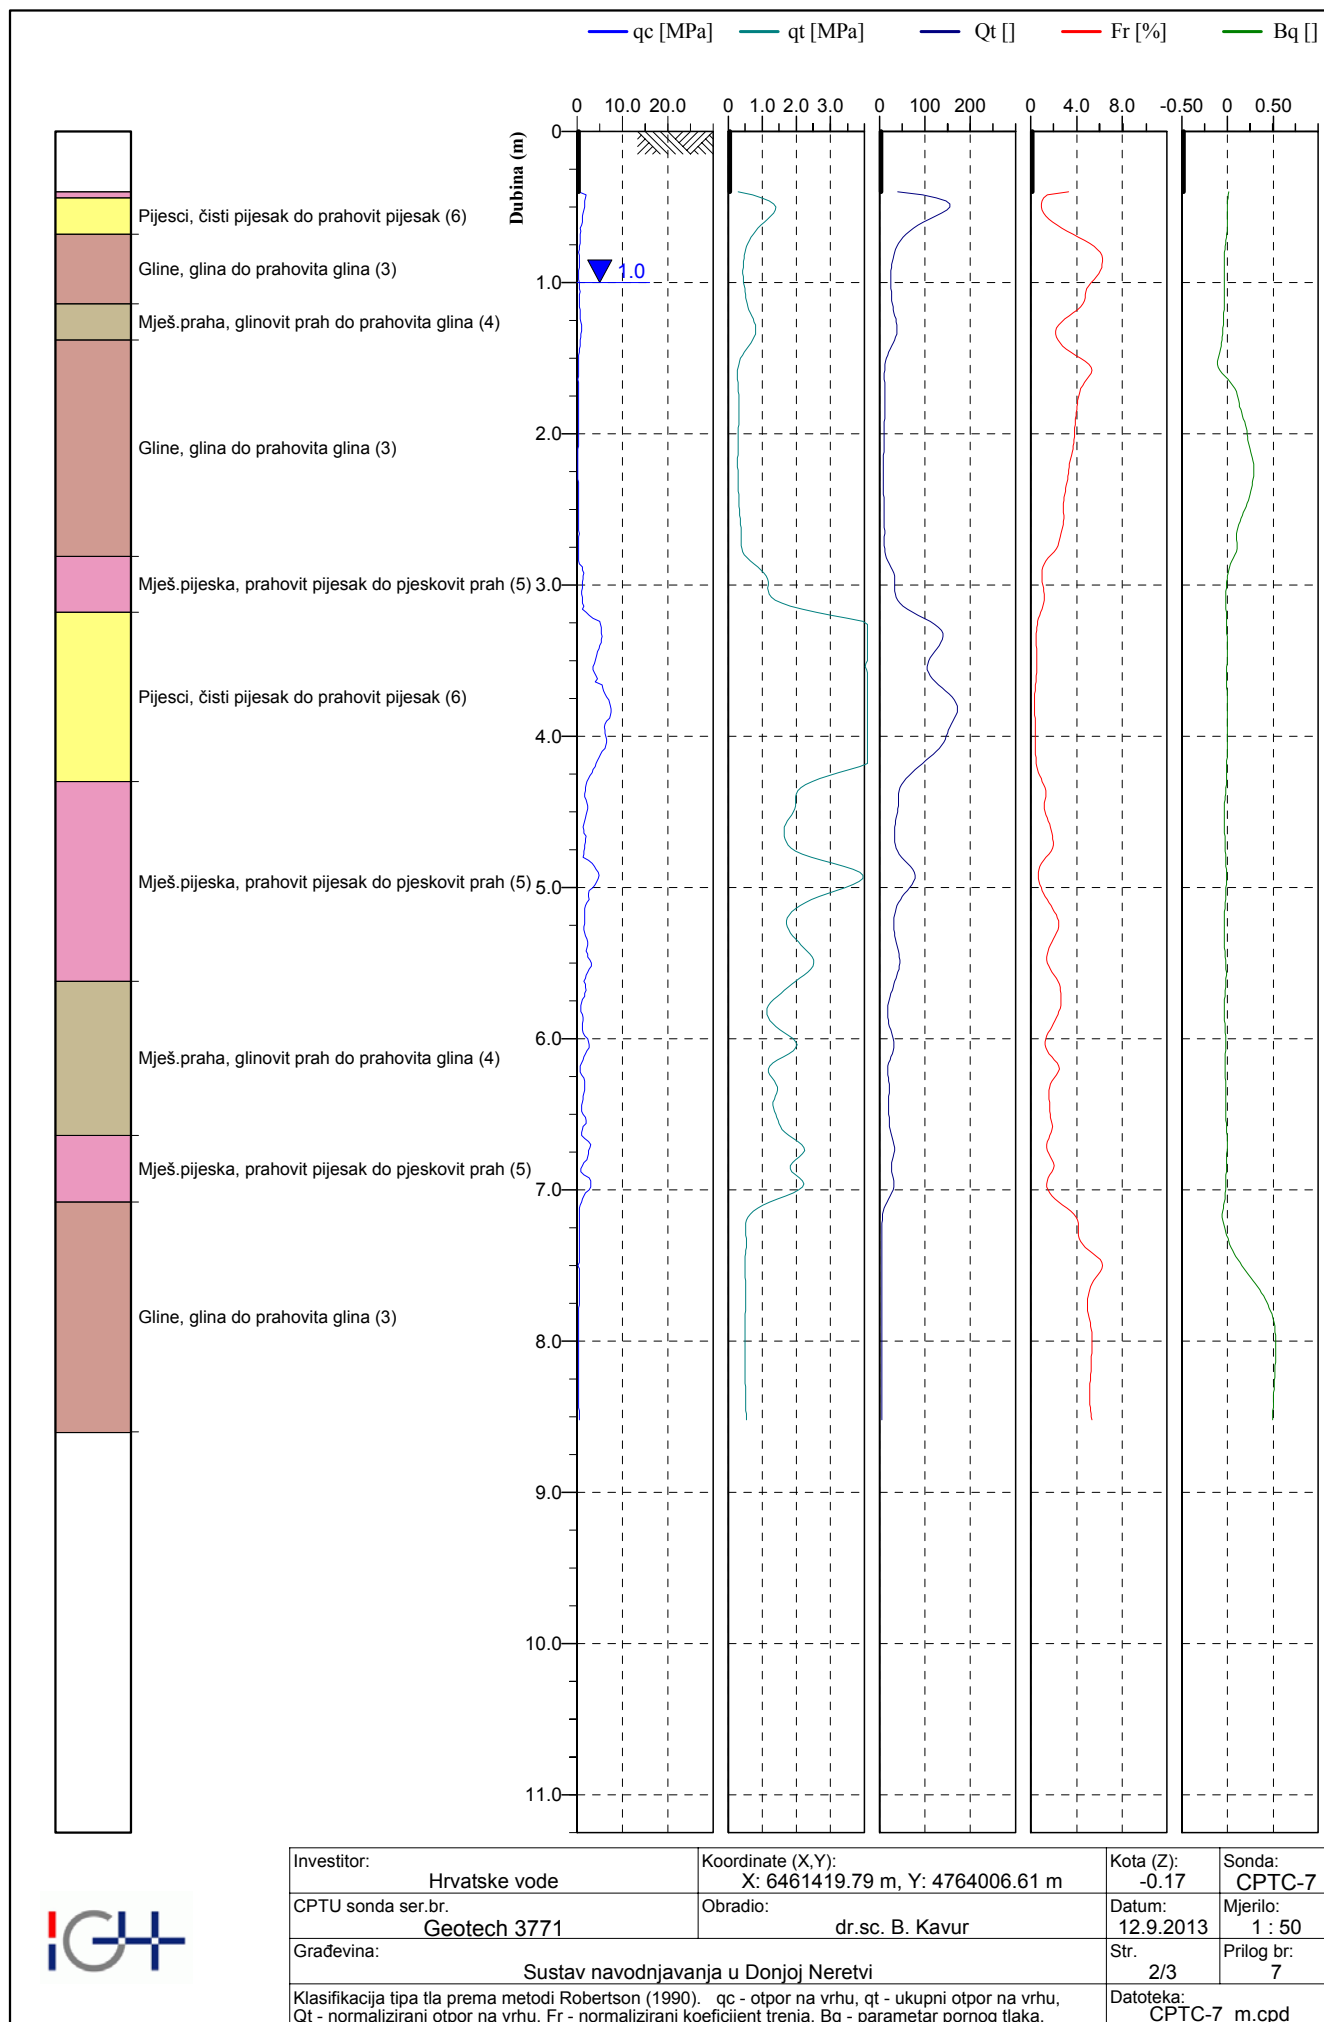 qc [MPa] qt [MPa] Qt [] Fr [%] Bq []
0 10.0 20.0 0 1.0 2.0 3.0 0 100 200 0 4.0 8.0 -0.50 0 0.50
Dubina (m)
0
Pijesci, čisti pijesak do prahovit pijesak (6)
Gline, glina do prahovita glina (3)
1.0
1.0
Mješ.praha, glinovit prah do prahovita glina (4)
2.0
Gline, glina do prahovita glina (3)
Mješ.pijeska, prahovit pijesak do pjeskovit prah (5)
3.0
Pijesci, čisti pijesak do prahovit pijesak (6)
4.0
Mješ.pijeska, prahovit pijesak do pjeskovit prah (5)
5.0
6.0
Mješ.praha, glinovit prah do prahovita glina (4)
Mješ.pijeska, prahovit pijesak do pjeskovit prah (5)
7.0
Gline, glina do prahovita glina (3)
8.0
9.0
10.0
11.0
Investitor:
Hrvatske vode
Koordinate (X,Y):
X: 6461419.79 m, Y: 4764006.61 m
Kota (Z):
-0.17
Sonda:
CPTC-7
CPTU sonda ser.br.
Geotech 3771
Obradio:
dr.sc. B. Kavur
Datum:
12.9.2013
Mjerilo:
1 : 50
Građevina:
Sustav navodnjavanja u Donjoj Neretvi
Str.
2/3
Prilog br:
7
Klasifikacija tipa tla prema metodi Robertson (1990). qc - otpor na vrhu, qt - ukupni otpor na vrhu,
Qt - normalizirani otpor na vrhu, Fr - normalizirani koeficijent trenja, Bq - parametar pornog tlaka.
Datoteka:
CPTC-7_m.cpd
IGH